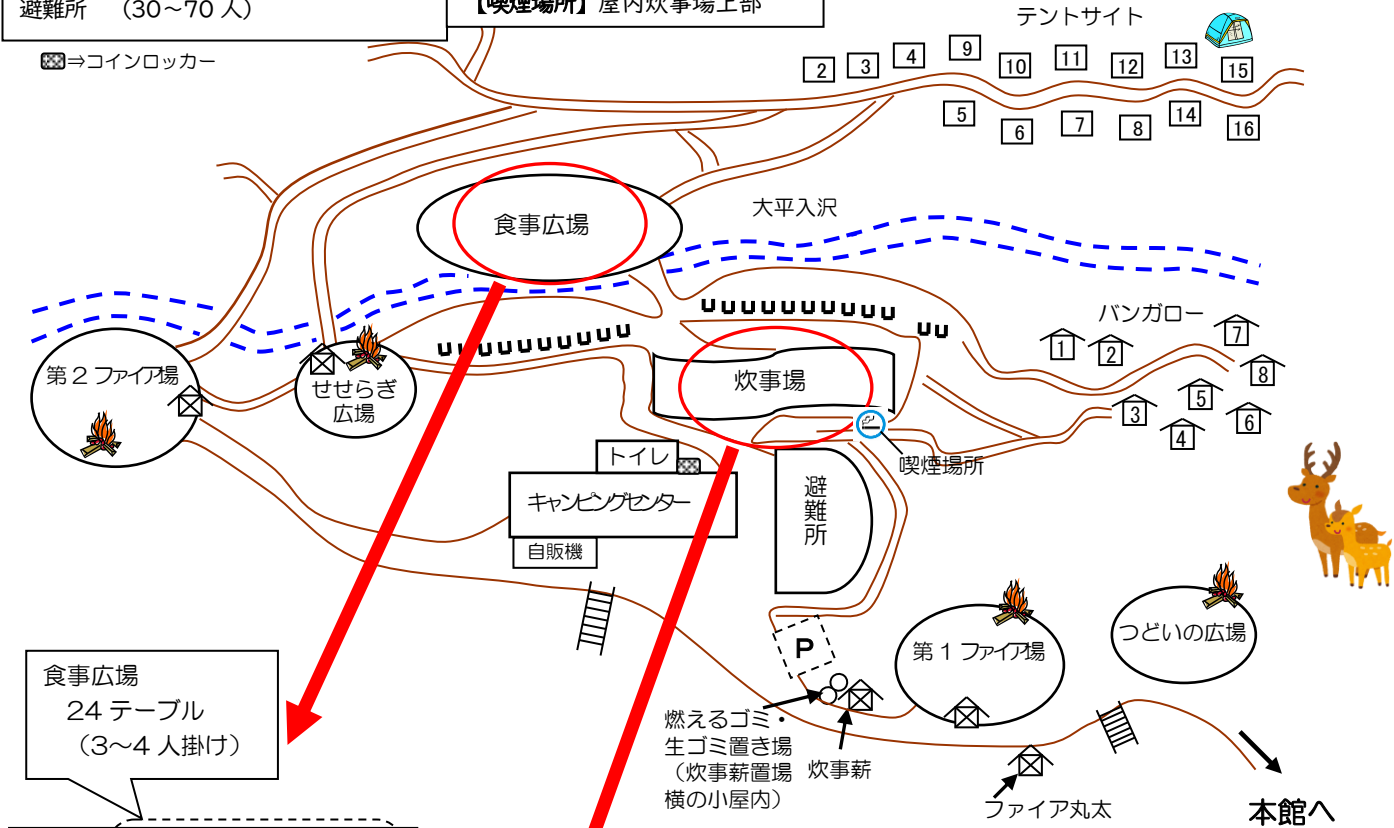 避難所 (30～70 人)
【喫煙場所】屋内炊事場上部
⇒コインロッカー
テントサイト
2
3
4
9
10
11
12
13
15
5
6
7
8
14
16
食事広場
大平入沢
バンガロー
1
2
7
8
3
5
4
6
第2 ファイア場
せせらぎ
広場
炊事場
喫煙場所
トイレ
キャンピングセンター
自販機
避難所
P
第1 ファイア場
つどいの広場
食事広場
24 テーブル
(3～4 人掛け)
燃えるゴミ・
生ゴミ置き場
(炊事薪置場
横の小屋内)
炊事薪
ファイア丸太
本館へ